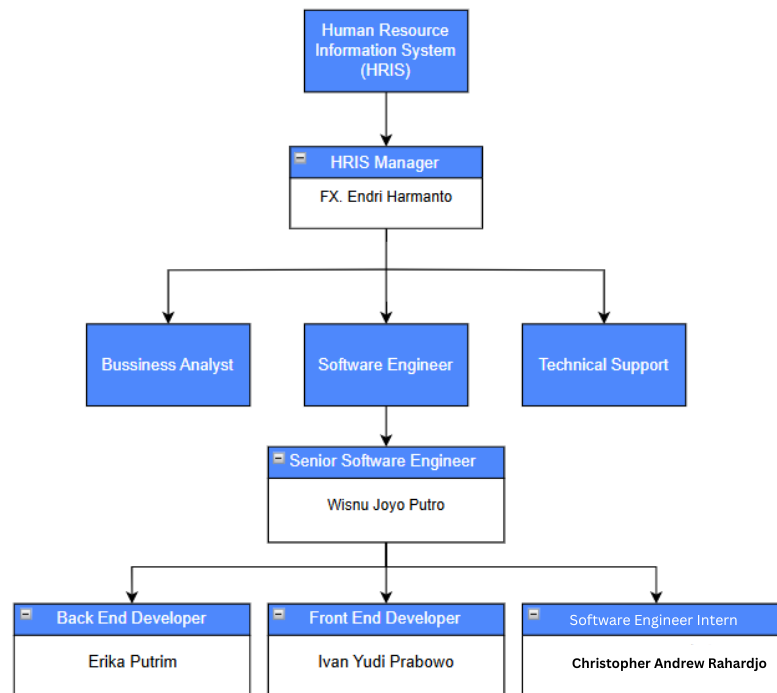 Human Resource
Information System
(HRIS)
HRIS Manager
FX. Endri Harmanto
Bussiness Analyst
Software Engineer
Technical Support
Senior Software Engineer
Wisnu Joyo Putro
Back End Developer
Erika Putrim
Front End Developer
Ivan Yudi Prabowo
Software Engineer Intern
Christopher Andrew Rahardjo